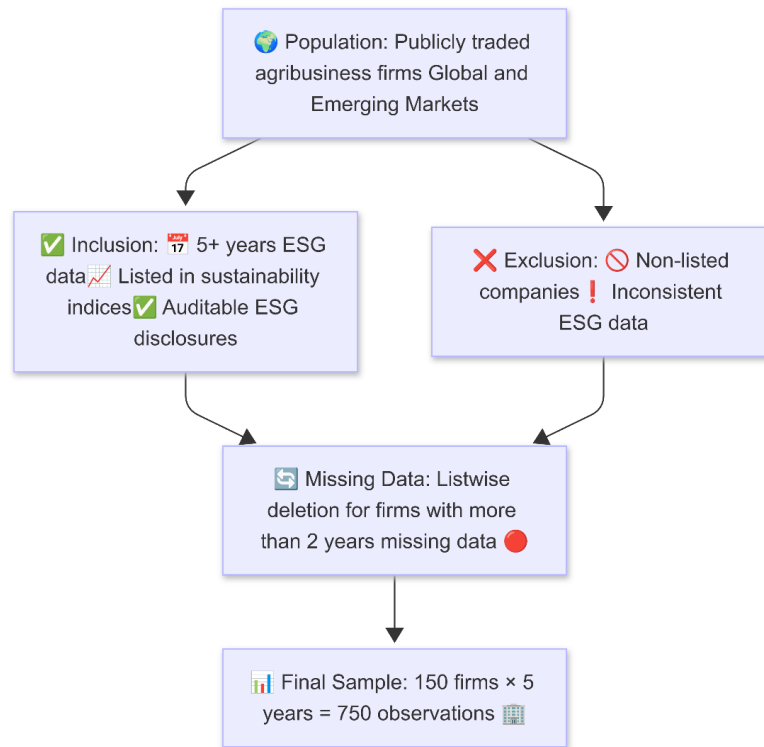 🌍 Population: Publicly traded
agribusiness firms Global and
Emerging Markets
✅ Inclusion: 📅 5+ years ESG
data📈 Listed in sustainability
indices✅ Auditable ESG
disclosures
❌ Exclusion: 🚫 Non-listed
companies❗ Inconsistent
ESG data
🔄 Missing Data: Listwise
deletion for firms with more
than 2 years missing data 🔴
📊 Final Sample: 150 firms × 5
years = 750 observations 🏢